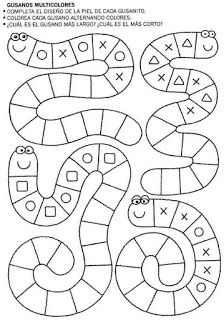 GUSANOS MULTICOLORES
• COMPLETA EL DISEÑO DE LA PIEL DE CADA GUSANITO.
• COLOREA CADA GUSANO ALTERNANDO COLORES.
• ¿CUÁL ES EL GUSANO MÁS LARGO? ¿CUÁL ES EL MÁS CORTO?